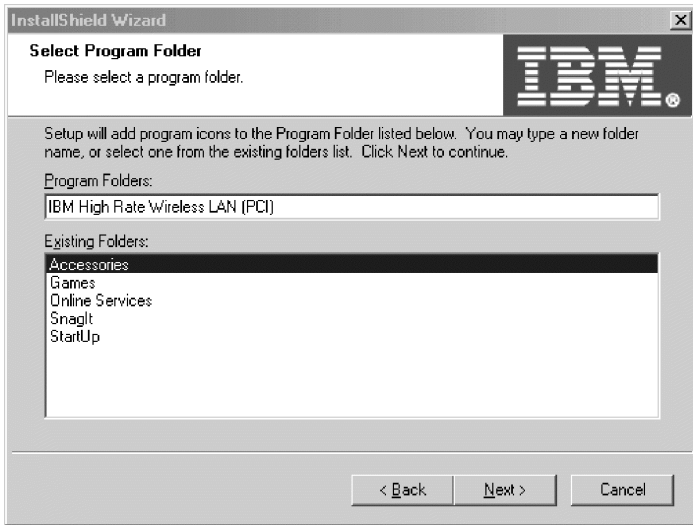 InstallShield Wizard
Select Program Folder
Please select a program folder.
IBM®
Setup will add program icons to the Program Folder listed below. You may type a new folder
name, or select one from the existing folders list. Click Next to continue.
Program Folders:
IBM High Rate Wireless LAN (PCI)
Existing Folders:
Accessories
Games
Online Services
SnagIt
StartUp
< Back
Next >
Cancel